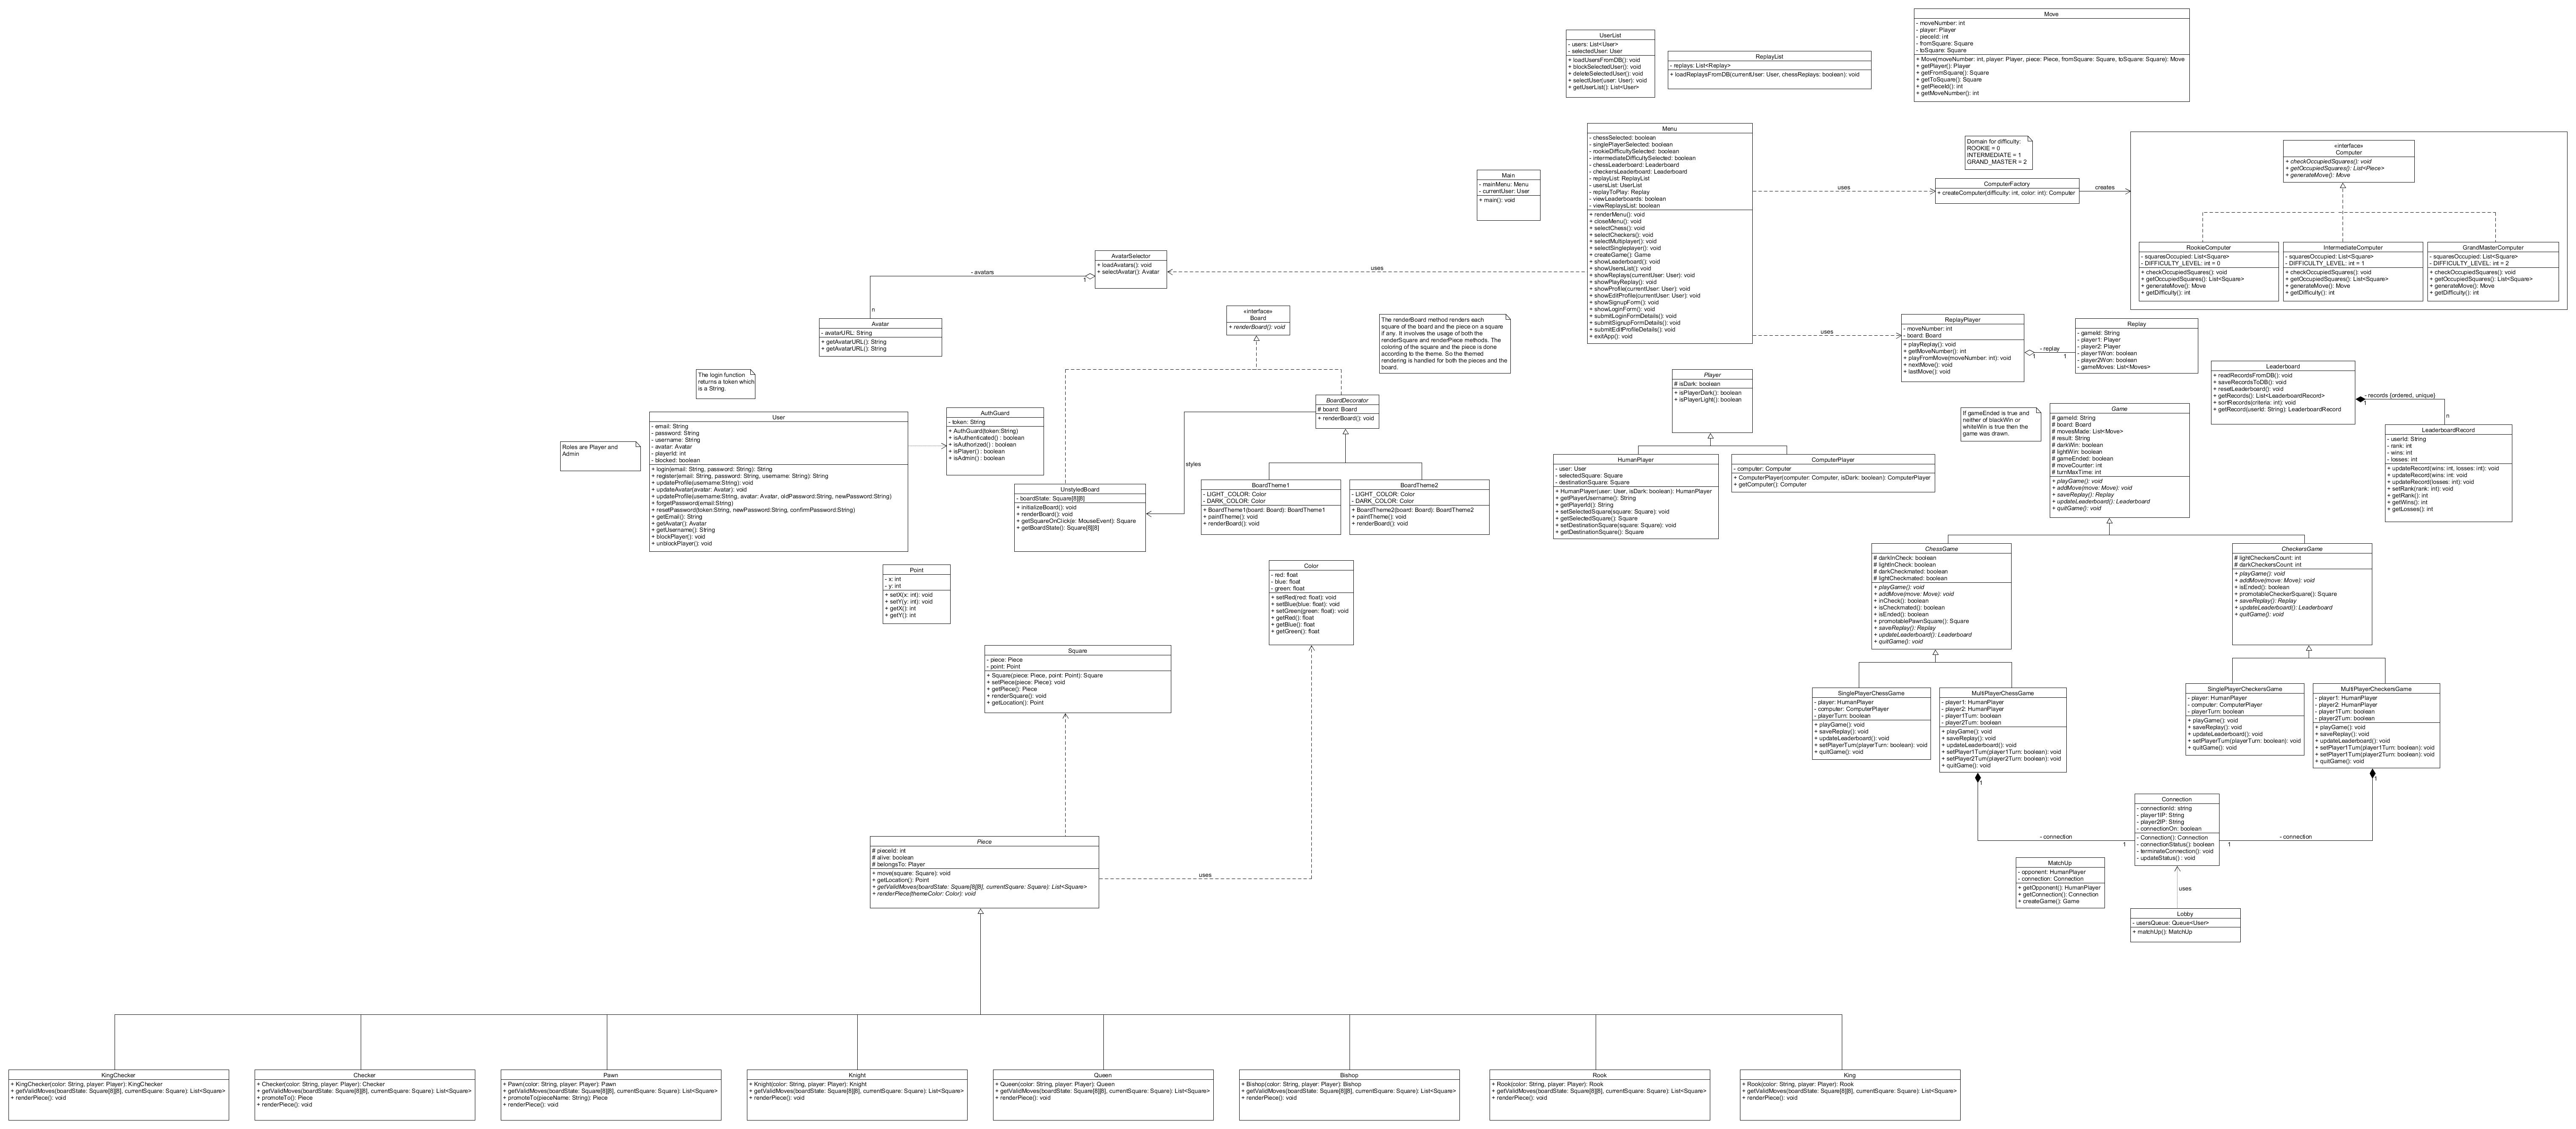 Move
- moveNumber: int
- player: Player
- pieceId: int
- fromSquare: Square
- toSquare: Square
+ Move(moveNumber: int, player: Player, piece: Piece, fromSquare: Square, toSquare: Square): Move
+ getPlayer(): Player
+ getFromSquare(): Square
+ getToSquare(): Square
+ getPieceId(): int
+ getMoveNumber(): int
UserList
- users: List<User>
- selectedUser: User
+ loadUsersFromDB(): void
+ blockSelectedUser(): void
+ deleteSelectedUser(): void
+ selectUser(user: User): void
+ getUserList(): List<User>
ReplayList
- replays: List<Replay>
+ loadReplaysFromDB(currentUser: User, chessReplays: boolean): void
Menu
- chessSelected: boolean
- singlePlayerSelected: boolean
- rookieDifficultySelected: boolean
- intermediateDifficultySelected: boolean
- chessLeaderboard: Leaderboard
- checkersLeaderboard: Leaderboard
- replayList: ReplayList
- usersList: UserList
- replayToPlay: Replay
- viewLeaderboards: boolean
- viewReplaysList: boolean
+ renderMenu(): void
+ closeMenu(): void
+ selectChess(): void
+ selectCheckers(): void
+ selectMultiplayer(): void
+ selectSingleplayer(): void
+ createGame(): Game
+ showLeaderboard(): void
+ showUsersList(): void
+ showReplays(currentUser: User): void
+ showPlayReplay(): void
+ showProfile(currentUser: User): void
+ showEditProfile(currentUser: User): void
+ showSignupForm(): void
+ showLoginForm(): void
+ submitLoginFormDetails(): void
+ submitSignupFormDetails(): void
+ submitEditProfileDetails(): void
+ exitApp(): void
Main
- mainMenu: Menu
- currentUser: User
+ main(): void
Domain for difficulty:
ROOKIE = 0
INTERMEDIATE = 1
GRAND_MASTER = 2
uses
ComputerFactory
+ createComputer(difficulty: int, color: int): Computer
creates
«interface»
Computer
+ checkOccupiedSquares(): void
+ getOccupiedSquares(): List<Piece>
+ generateMove(): Move
RookieComputer
- squaresOccupied: List<Square>
- DIFFICULTY_LEVEL: int = 0
+ checkOccupiedSquares(): void
+ getOccupiedSquares(): List<Square>
+ generateMove(): Move
+ getDifficulty(): int
IntermediateComputer
- squaresOccupied: List<Square>
- DIFFICULTY_LEVEL: int = 1
+ checkOccupiedSquares(): void
+ getOccupiedSquares(): List<Square>
+ generateMove(): Move
+ getDifficulty(): int
GrandMasterComputer
- squaresOccupied: List<Square>
- DIFFICULTY_LEVEL: int = 2
+ checkOccupiedSquares(): void
+ getOccupiedSquares(): List<Square>
+ generateMove(): Move
+ getDifficulty(): int
AvatarSelector
+ loadAvatars(): void
+ selectAvatar(): Avatar
uses
- avatars
1
n
Avatar
- avatarURL: String
+ getAvatarURL(): String
+ getAvatarURL(): String
«interface»
Board
+ renderBoard(): void
The renderBoard method renders each
square of the board and the piece on a square
if any. It involves the usage of both the
renderSquare and renderPiece methods. The
coloring of the square and the piece is done
according to the theme. So the themed
rendering is handled for both the pieces and the
board.
uses
ReplayPlayer
- moveNumber: int
- board: Board
+ playReplay(): void
+ getMoveNumber(): int
+ playFromMove(moveNumber: int): void
+ nextMove(): void
+ lastMove(): void
- replay
1
1
Replay
- gameId: String
- player1: Player
- player2: Player
- player1Won: boolean
- player2Won: boolean
- gameMoves: List<Moves>
Leaderboard
+ readRecordsFromDB(): void
+ saveRecordsToDB(): void
+ resetLeaderboard(): void
+ getRecords(): List<LeaderboardRecord>
+ sortRecords(criteria: int): void
+ getRecord(userId: String): LeaderboardRecord
- records {ordered, unique}
1
n
LeaderboardRecord
- userId: String
- rank: int
- wins: int
- losses: int
+ updateRecord(wins: int, losses: int): void
+ updateRecord(wins: int): void
+ updateRecord(losses: int): void
+ setRank(rank: int): void
+ getRank(): int
+ getWins(): int
+ getLosses(): int
The login function
returns a token which
is a String.
Roles are Player and
Admin
User
- email: String
- password: String
- username: String
- avatar: Avatar
- playerId: int
- blocked: boolean
+ login(email: String, password: String): String
+ register(email: String, password: String, username: String): String
+ updateProfile(username:String): void
+ updateAvatar(avatar: Avatar): void
+ updateProfile(username:String, avatar: Avatar, oldPassword:String, newPassword:String)
+ forgetPassword(email:String)
+ resetPassword(token:String, newPassword:String, confirmPassword:String)
+ getEmail(): String
+ getAvatar(): Avatar
+ getUsername(): String
+ blockPlayer(): void
+ unblockPlayer(): void
AuthGuard
- token: String
+ AuthGuard(token:String)
+ isAuthenticated() : boolean
+ isAuthorized() : boolean
+ isPlayer() : boolean
+ isAdmin() : boolean
UnstyledBoard
- boardState: Square[8][8]
+ initializeBoard(): void
+ renderBoard(): void
+ getSquareOnClick(e: MouseEvent): Square
+ getBoardState(): Square[8][8]
styles
BoardDecorator
# board: Board
+ renderBoard(): void
BoardTheme1
- LIGHT_COLOR: Color
- DARK_COLOR: Color
+ BoardTheme1(board: Board): BoardTheme1
+ paintTheme(): void
+ renderBoard(): void
BoardTheme2
- LIGHT_COLOR: Color
- DARK_COLOR: Color
+ BoardTheme2(board: Board): BoardTheme2
+ paintTheme(): void
+ renderBoard(): void
Player
# isDark: boolean
+ isPlayerDark(): boolean
+ isPlayerLight(): boolean
HumanPlayer
- user: User
- selectedSquare: Square
- destinationSquare: Square
+ HumanPlayer(user: User, isDark: boolean): HumanPlayer
+ getPlayerUsername(): String
+ getPlayerId(): String
+ setSelectedSquare(square: Square): void
+ getSelectedSquare(): Square
+ setDestinationSquare(square: Square): void
+ getDestinationSquare(): Square
ComputerPlayer
- computer: Computer
+ ComputerPlayer(computer: Computer, isDark: boolean): ComputerPlayer
+ getComputer(): Computer
If gameEnded is true and
neither of blackWin or
whiteWin is true then the
game was drawn.
Game
# gameId: String
# board: Board
# movesMade: List<Move>
# result: String
# darkWin: boolean
# lightWin: boolean
# gameEnded: boolean
# moveCounter: int
# turnMaxTime: int
+ playGame(): void
+ addMove(move: Move): void
+ saveReplay(): Replay
+ updateLeaderboard(): Leaderboard
+ quitGame(): void
ChessGame
# darkInCheck: boolean
# lightInCheck: boolean
# darkCheckmated: boolean
# lightCheckmated: boolean
+ playGame(): void
+ addMove(move: Move): void
+ inCheck(): boolean
+ isCheckmated(): boolean
+ isEnded(): boolean
+ promotablePawnSquare(): Square
+ saveReplay(): Replay
+ updateLeaderboard(): Leaderboard
+ quitGame(): void
CheckersGame
# lightCheckersCount: int
# darkCheckersCount: int
+ playGame(): void
+ addMove(move: Move): void
+ isEnded(): boolean
+ promotableCheckerSquare(): Square
+ saveReplay(): Replay
+ updateLeaderboard(): Leaderboard
+ quitGame(): void
Point
- x: int
- y: int
+ setX(x: int): void
+ setY(y: int): void
+ getX(): int
+ getY(): int
Color
- red: float
- blue: float
- green: float
+ setRed(red: float): void
+ setBlue(blue: float): void
+ setGreen(green: float): void
+ getRed(): float
+ getBlue(): float
+ getGreen(): float
Square
- piece: Piece
- point: Point
+ Square(piece: Piece, point: Point): Square
+ setPiece(piece: Piece): void
+ getPiece(): Piece
+ renderSquare(): void
+ getLocation(): Point
SinglePlayerChessGame
- player: HumanPlayer
- computer: ComputerPlayer
- playerTurn: boolean
+ playGame(): void
+ saveReplay(): void
+ updateLeaderboard(): void
+ setPlayerTurn(playerTurn: boolean): void
+ quitGame(): void
MultiPlayerChessGame
- player1: HumanPlayer
- player2: HumanPlayer
- player1Turn: boolean
- player2Turn: boolean
+ playGame(): void
+ saveReplay(): void
+ updateLeaderboard(): void
+ setPlayer1Turn(player1Turn: boolean): void
+ setPlayer2Turn(player2Turn: boolean): void
+ quitGame(): void
SinglePlayerCheckersGame
- player: HumanPlayer
- computer: ComputerPlayer
- playerTurn: boolean
+ playGame(): void
+ saveReplay(): void
+ updateLeaderboard(): void
+ setPlayerTurn(playerTurn: boolean): void
+ quitGame(): void
MultiPlayerCheckersGame
- player1: HumanPlayer
- player2: HumanPlayer
- player1Turn: boolean
- player2Turn: boolean
+ playGame(): void
+ saveReplay(): void
+ updateLeaderboard(): void
+ setPlayer1Turn(player1Turn: boolean): void
+ setPlayer1Turn(player2Turn: boolean): void
+ quitGame(): void
1
1
- connection
1
- connection
1
Connection
- connectionId: string
- player1IP: String
- player2IP: String
- connectionOn: boolean
- Connection(): Connection
- connectionStatus(): boolean
- terminateConnection(): void
- updateStatus() : void
MatchUp
- opponent: HumanPlayer
- connection: Connection
+ getOpponent(): HumanPlayer
+ getConnection(): Connection
+ createGame(): Game
uses
Lobby
- usersQueue: Queue<User>
+ matchUp(): MatchUp
Piece
# pieceId: int
# alive: boolean
# belongsTo: Player
+ move(square: Square): void
+ getLocation(): Point
+ getValidMoves(boardState: Square[8][8], currentSquare: Square): List<Square>
+ renderPiece(themeColor: Color): void
uses
KingChecker
+ KingChecker(color: String, player: Player): KingChecker
+ getValidMoves(boardState: Square[8][8], currentSquare: Square): List<Square>
+ renderPiece(): void
Checker
+ Checker(color: String, player: Player): Checker
+ getValidMoves(boardState: Square[8][8], currentSquare: Square): List<Square>
+ promoteTo(): Piece
+ renderPiece(): void
Pawn
+ Pawn(color: String, player: Player): Pawn
+ getValidMoves(boardState: Square[8][8], currentSquare: Square): List<Square>
+ promoteTo(pieceName: String): Piece
+ renderPiece(): void
Knight
+ Knight(color: String, player: Player): Knight
+ getValidMoves(boardState: Square[8][8], currentSquare: Square): List<Square>
+ renderPiece(): void
Queen
+ Queen(color: String, player: Player): Queen
+ getValidMoves(boardState: Square[8][8], currentSquare: Square): List<Square>
+ renderPiece(): void
Bishop
+ Bishop(color: String, player: Player): Bishop
+ getValidMoves(boardState: Square[8][8], currentSquare: Square): List<Square>
+ renderPiece(): void
Rook
+ Rook(color: String, player: Player): Rook
+ getValidMoves(boardState: Square[8][8], currentSquare: Square): List<Square>
+ renderPiece(): void
King
+ Rook(color: String, player: Player): Rook
+ getValidMoves(boardState: Square[8][8], currentSquare: Square): List<Square>
+ renderPiece(): void